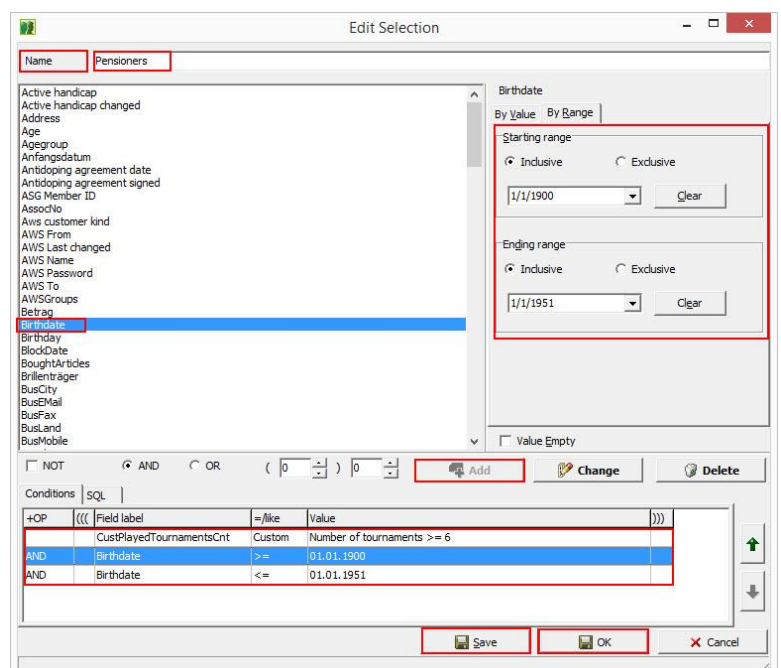 Edit Selection
Name Pensioners
Active handicap
Active handicap changed
Address
Age
Agegroup
Anfangsdatum
Antidoping agreement date
Antidoping agreement signed
ASG Member ID
AssocNo
Aws customer kind
AWS From
AWS Last changed
AWS Name
AWS Password
AWS To
AWSGroups
Betrag
Birthdate
Birthday
BlockDate
BoughtArticles
Brillenträger
BusCity
BusEMail
BusFax
BusLand
BusMobile
Birthdate
By Value By Range
Starting range
Inclusive Exclusive
1/1/1900 Clear
Ending range
Inclusive Exclusive
1/1/1951 Clear
Value Empty
NOT AND OR ( 0 ) 0 Add Change Delete
Conditions SQL
+OP ((( Field label =/like Value )))
CustPlayedTournamentsCnt Custom Number of tournaments >= 6
AND Birthdate >= 01.01.1900
AND Birthdate <= 01.01.1951
Save OK Cancel